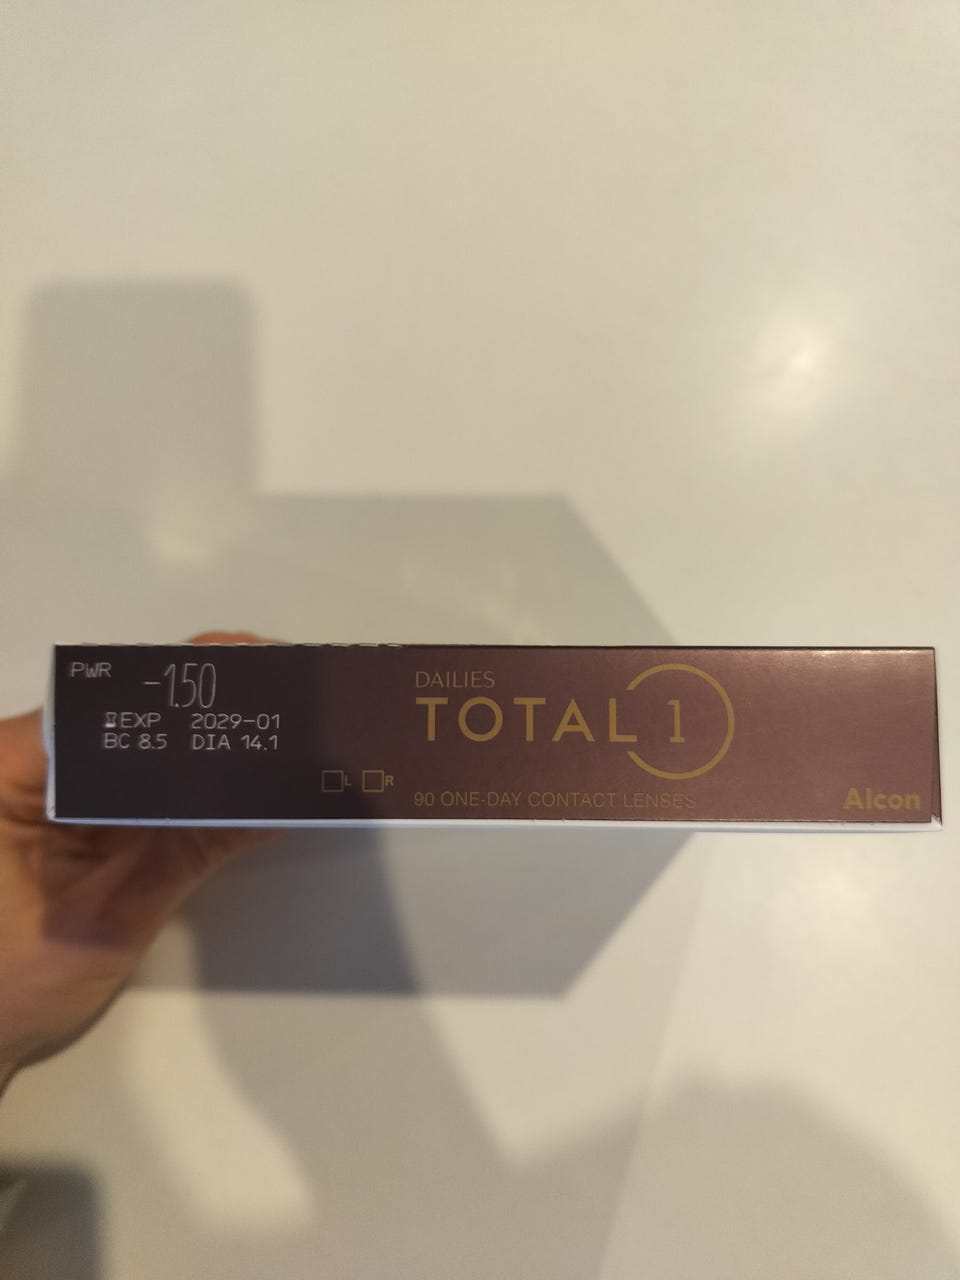 PWR -1.50
EXP 2029-01
BC 8.5 DIA 14.1
L R
DAILIES
TOTAL 1
90 ONE-DAY CONTACT LENSES
Alcon